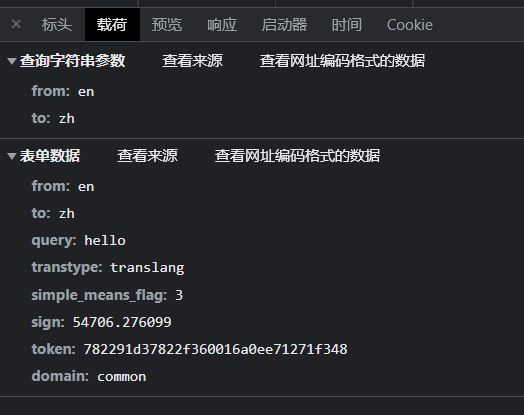 × 标头 载荷 预览 响应 启动器 时间 Cookie
▼查询字符串参数 查看来源 查看网址编码格式的数据
from: en
to: zh
▼表单数据 查看来源 查看网址编码格式的数据
from: en
to: zh
query: hello
transtype: translang
simple_means_flag: 3
sign: 54706.276099
token: 782291d37822f360016a0ee71271f348
domain: common